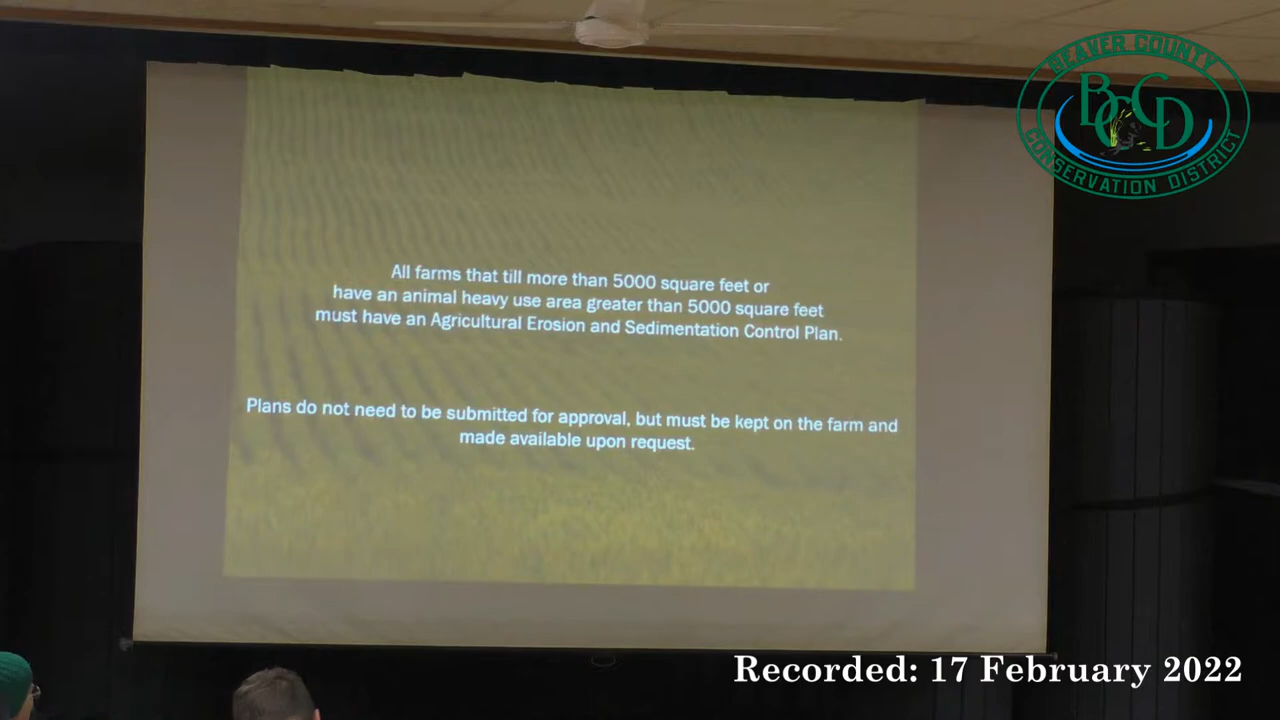 BEAVER COUNTY
BCCD
CONSERVATION DISTRICT
All farms that till more than 5000 square feet or
have an animal heavy use area greater than 5000 square feet
must have an Agricultural Erosion and Sedimentation Control Plan.
Plans do not need to be submitted for approval, but must be kept on the farm and
made available upon request.
Recorded: 17 February 2022